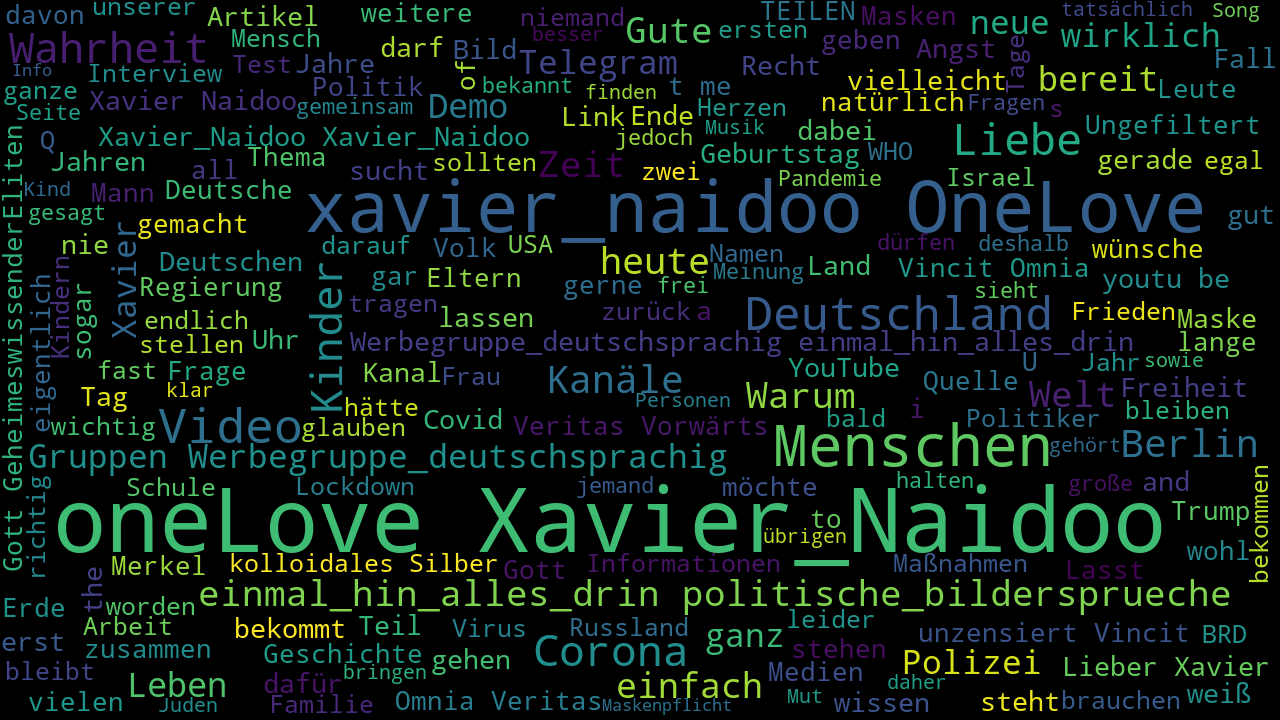 davon unserer Artikel weitere niemand TEILEN Masken tatsächlich Song
Wahrheit Mensch darf Bild of besser Gute ersten geben Angst Tage neue wirklich Fall
Info Interview Test Jahre Politik Telegram Recht vielleicht bereit Leute
ganze Xavier Naidoo gemeinsam Demo bekannt finden t me natürlich Fragen s
Seite Link Ende Herzen Musik Ungefiltert
Q Xavier_Naidoo Xavier_Naidoo jedoch dabei Liebe
Jahren all Thema sucht sollten Zeit zwei Geburtstag WHO gerade egal
Kind Mann Deutsche Pandemie Israel
gesagt gemacht xavier_naidoo OneLove gut
nie Xavier darauf Volk USA Namen dürfen deshalb wünsche
Deutschen Kinder gar Eltern gerne heute Meinung Land Vincit Omnia youtu be
Eliten eigentlich Kindern sogar Regierung tragen frei sieht
endlich lassen zurück a Deutschland Frieden Maske
stellen Uhr Werbegruppe_deutschsprachig einmal_hin_alles_drin lange
fast Frage Kanal Frau Kanäle YouTube Quelle U Jahr sowie
Tag klar hätte Personen Warum i Welt Freiheit
wichtig Video glauben Covid Veritas Vorwärts bald Politiker bleiben
Gruppen Werbegruppe_deutschsprachig Menschen gehört Berlin
Gott Geheimeswissender richtig Schule Lockdown jemand möchte halten große and
oneLove Xavier_Naidoo to übrigen Trump bekommen
Merkel kolloidales Silber Gott Informationen Maßnahmen Lasst wohl
the einmal_hin_alles_drin politische_bildersprueche
Erde worden leider
erst Arbeit bekommt Teil Virus Russland ganz unzensiert Vincit BRD
zusammen Geschichte Corona stehen
bleibt bringen gehen Medien Polizei Lieber Xavier
Leben dafür einfach daher
vielen Juden Familie Omnia Veritas Maskenpflicht Mut wissen steht brauchen weiß